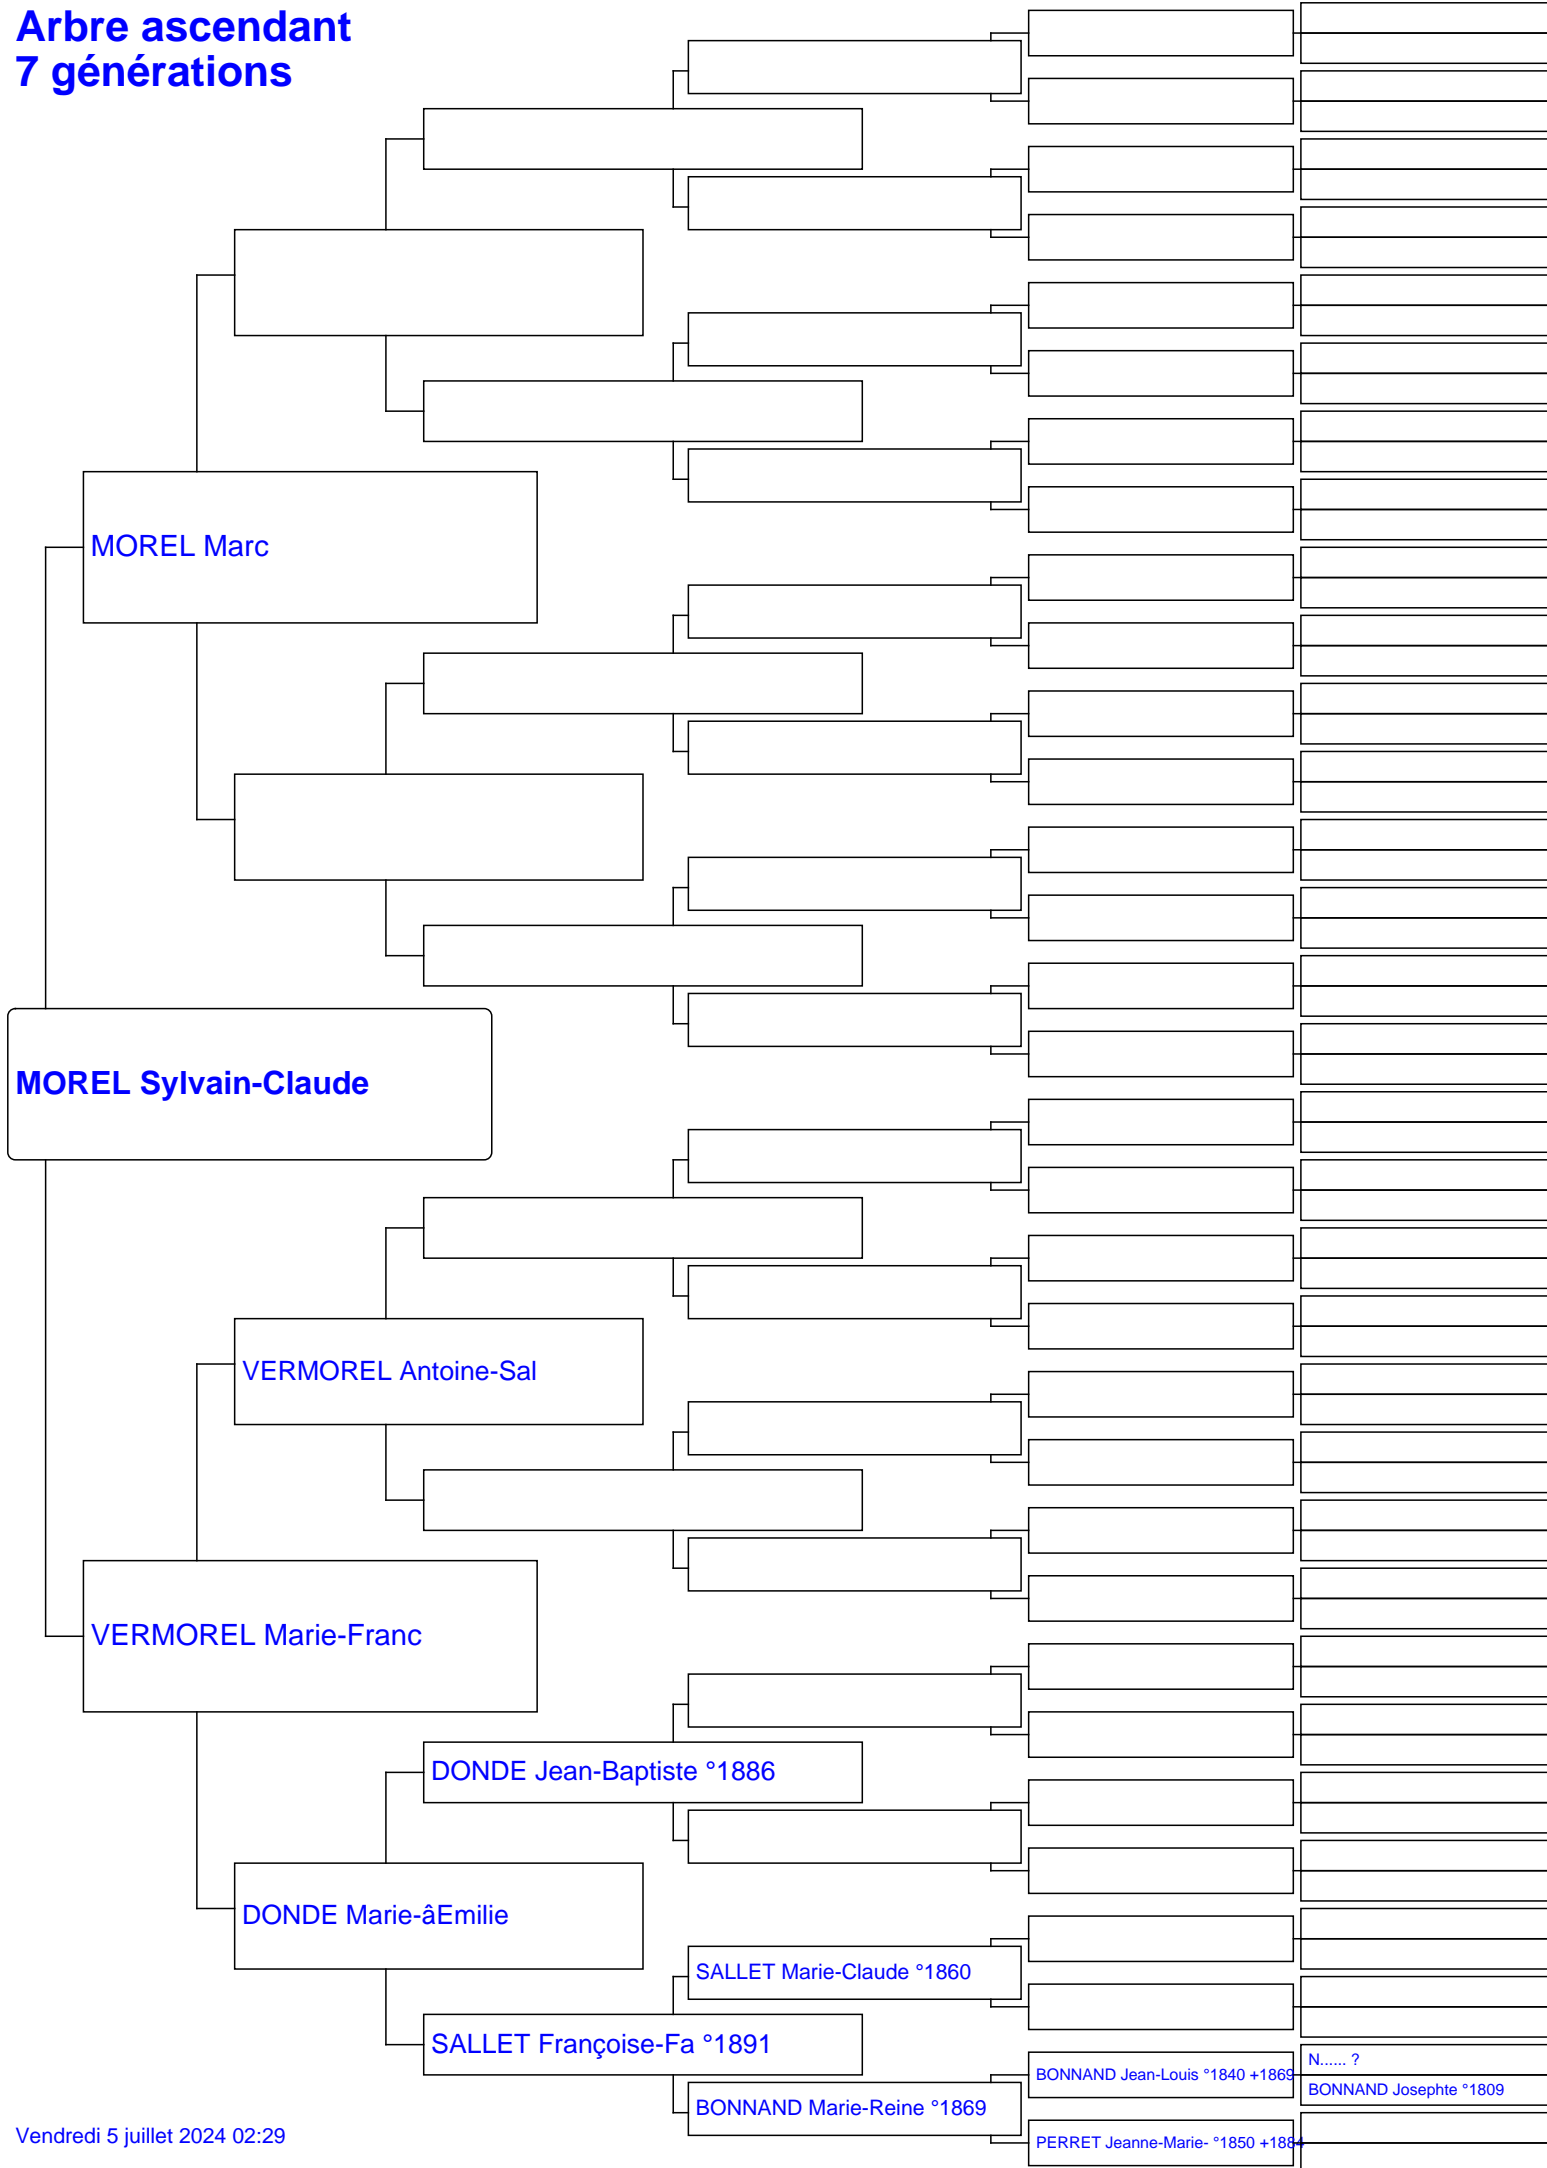 Arbre ascendant
7 générations
MOREL Marc
MOREL Sylvain-Claude
VERMOREL Antoine-Sal
VERMOREL Marie-Franc
DONDE Jean-Baptiste °1886
DONDE Marie-âEmilie
SALLET Marie-Claude °1860
SALLET Françoise-Fa °1891
N...... ?
BONNAND Jean-Louis °1840 +1869
BONNAND Josephte °1809
BONNAND Marie-Reine °1869
PERRET Jeanne-Marie- °1850 +1884
Vendredi 5 juillet 2024 02:29